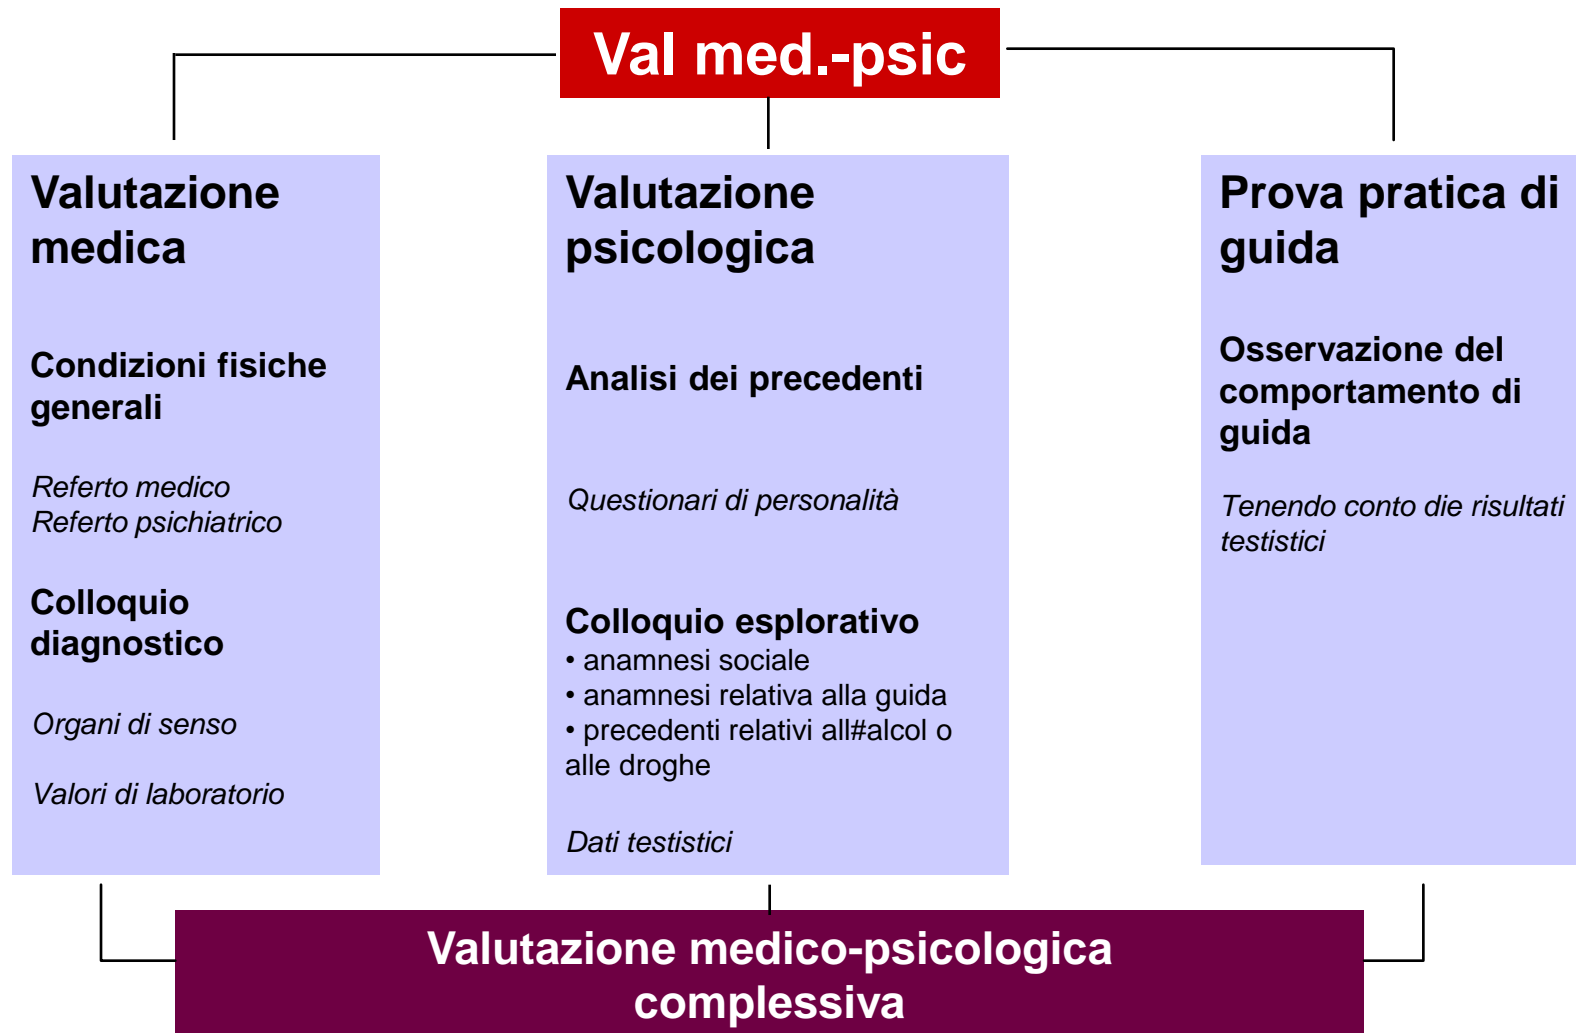 Val med.-psic
Valutazione
medica
Condizioni fisiche
generali
Referto medico
Referto psichiatrico
Colloquio
diagnostico
Organi di senso
Valori di laboratorio
Valutazione
psicologica
Analisi dei precedenti
Questionari di personalità
Colloquio esplorativo
• anamnesi sociale
• anamnesi relativa alla guida
• precedenti relativi all#alcol o
alle droghe
Dati testistici
Prova pratica di
guida
Osservazione del
comportamento di
guida
Tenendo conto die risultati
testistici
Valutazione medico-psicologica
complessiva